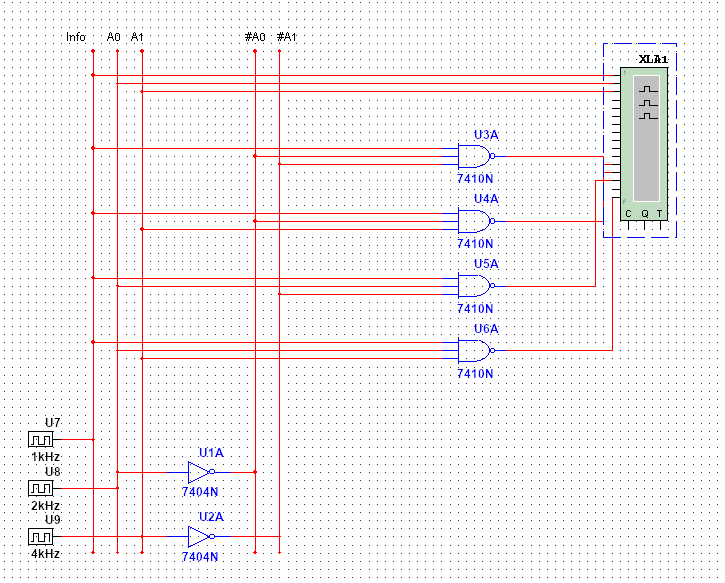 Info A0 A1 #A0 #A1
XLA1
U3A
7410N
U4A
7410N
C Q T
U5A
7410N
U6A
7410N
U7
1kHz
U8
2kHz
U9
4kHz
U1A
7404N
U2A
7404N